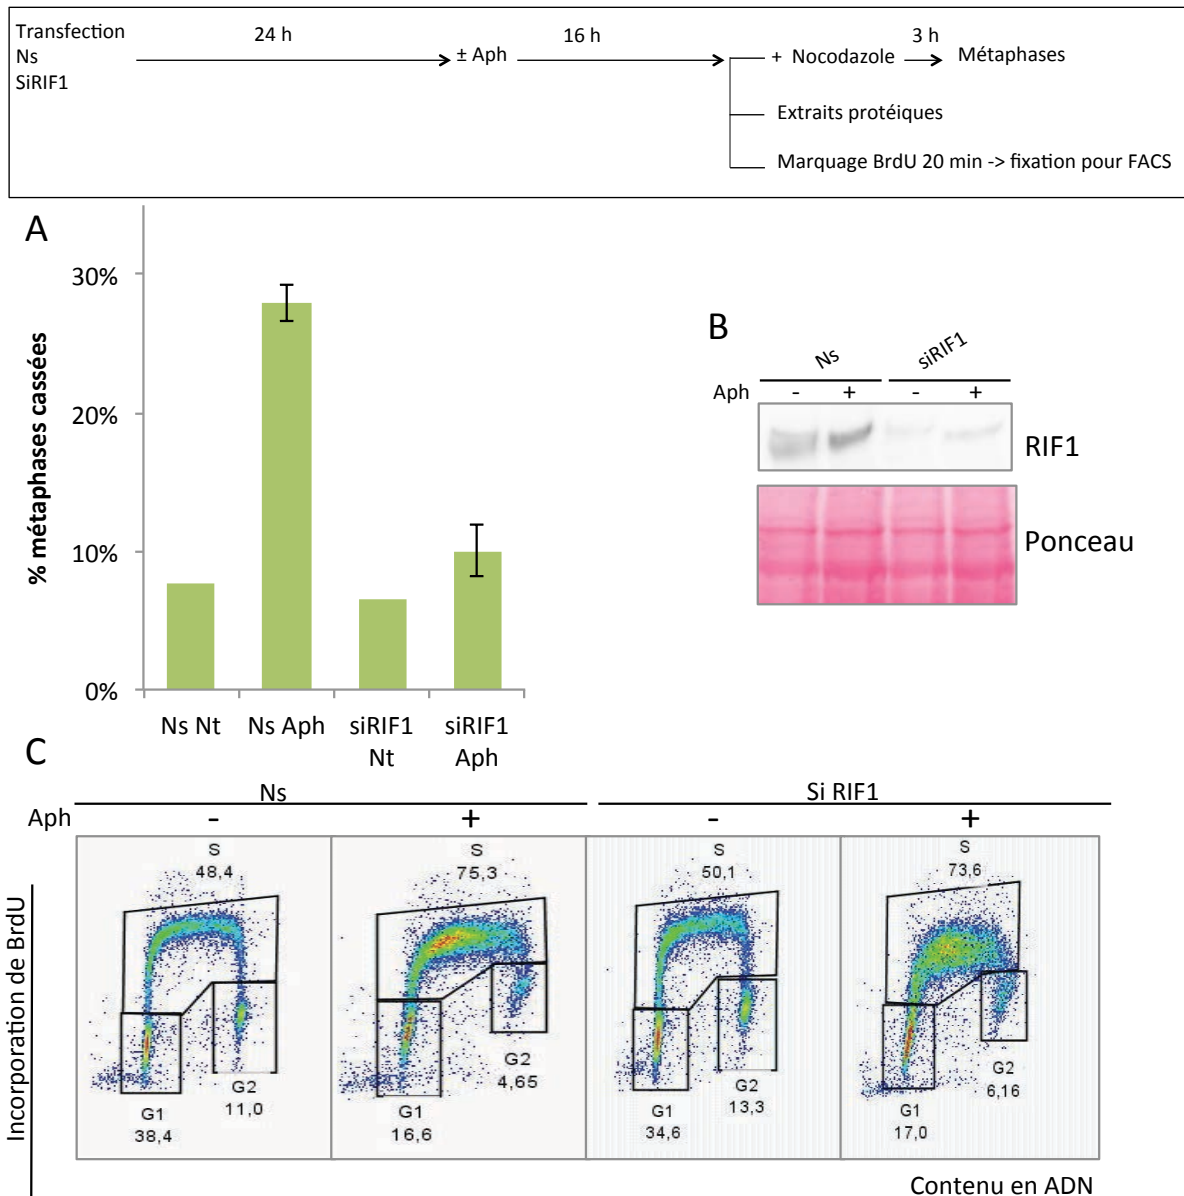 Transfection
Ns
SiRIF1
24 h
± Aph
16 h
+ Nocodazole
3 h
Métaphases
Extraits protéiques
Marquage BrdU 20 min -> fixation pour FACS
A
% métaphases cassées
30%
20%
10%
0%
Ns Nt
Ns Aph
siRIF1 Nt
siRIF1 Aph
B
Ns
siRIF1
Aph - + - +
RIF1
Ponceau
C
Ns
Si RIF1
Aph - + - +
Incorporation de BrdU
S
48,4
G1
38,4
G2
11,0
S
75,3
G1
16,6
G2
4,65
S
50,1
G1
34,6
G2
13,3
S
73,6
G1
17,0
G2
6,16
Contenu en ADN